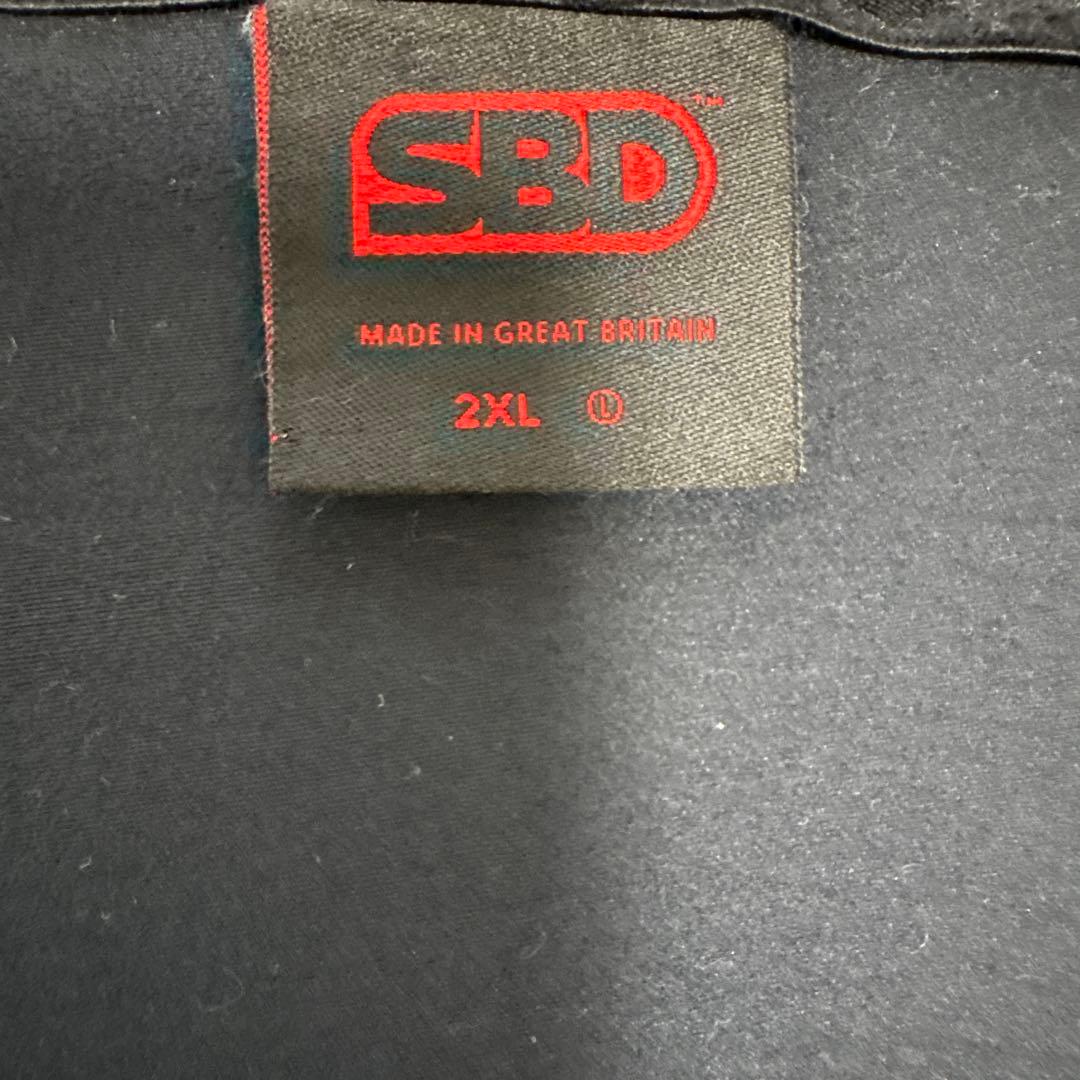 SBD™
MADE IN GREAT BRITAIN
2XL Ⓛ